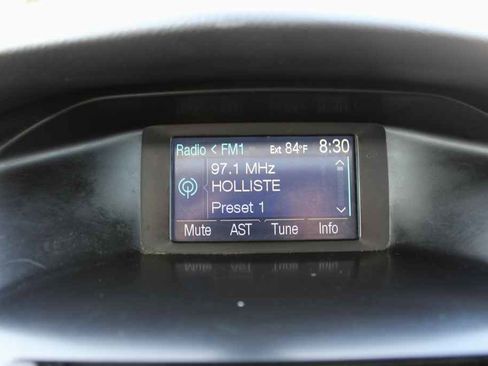 Radio < FM1 Ext 84°F 8:30
97.1 MHz
HOLLISTE
Preset 1
Mute AST Tune Info